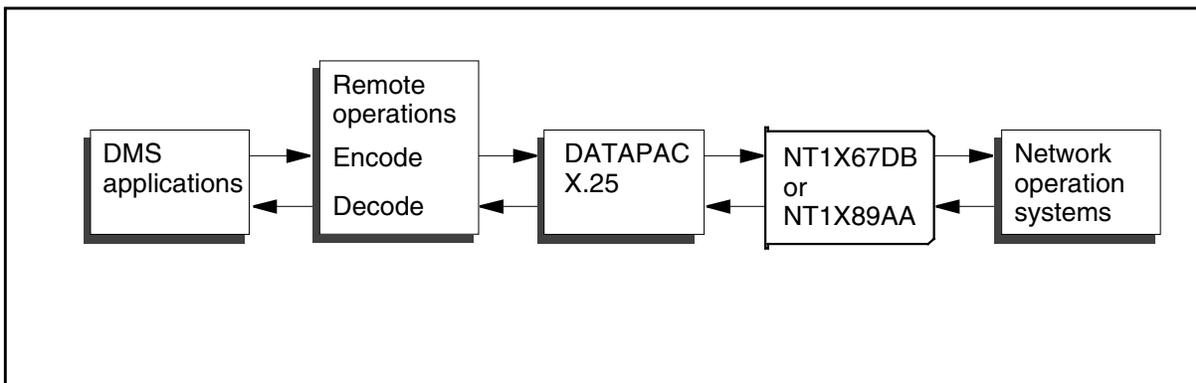 DMS
applications
Remote
operations
Encode
Decode
DATAPAC
X.25
NT1X67DB
or
NT1X89AA
Network
operation
systems